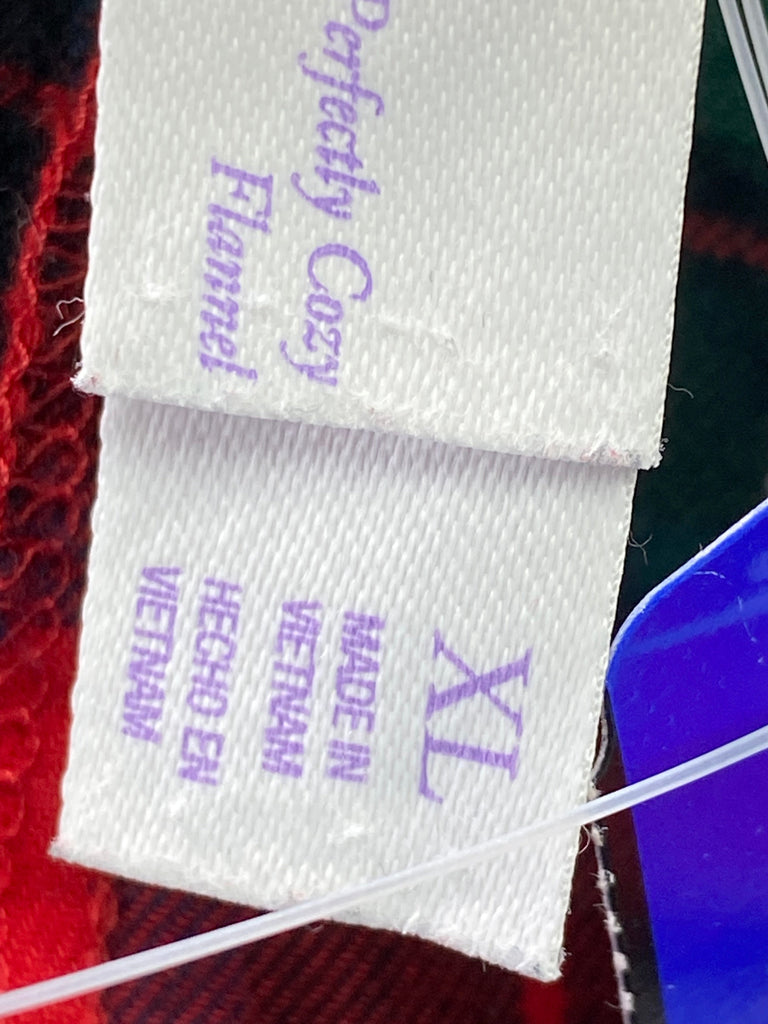 Perfectly Cozy
Flannel
XL
MADE IN
VIETNAM
HECHO EN
VIETNAM